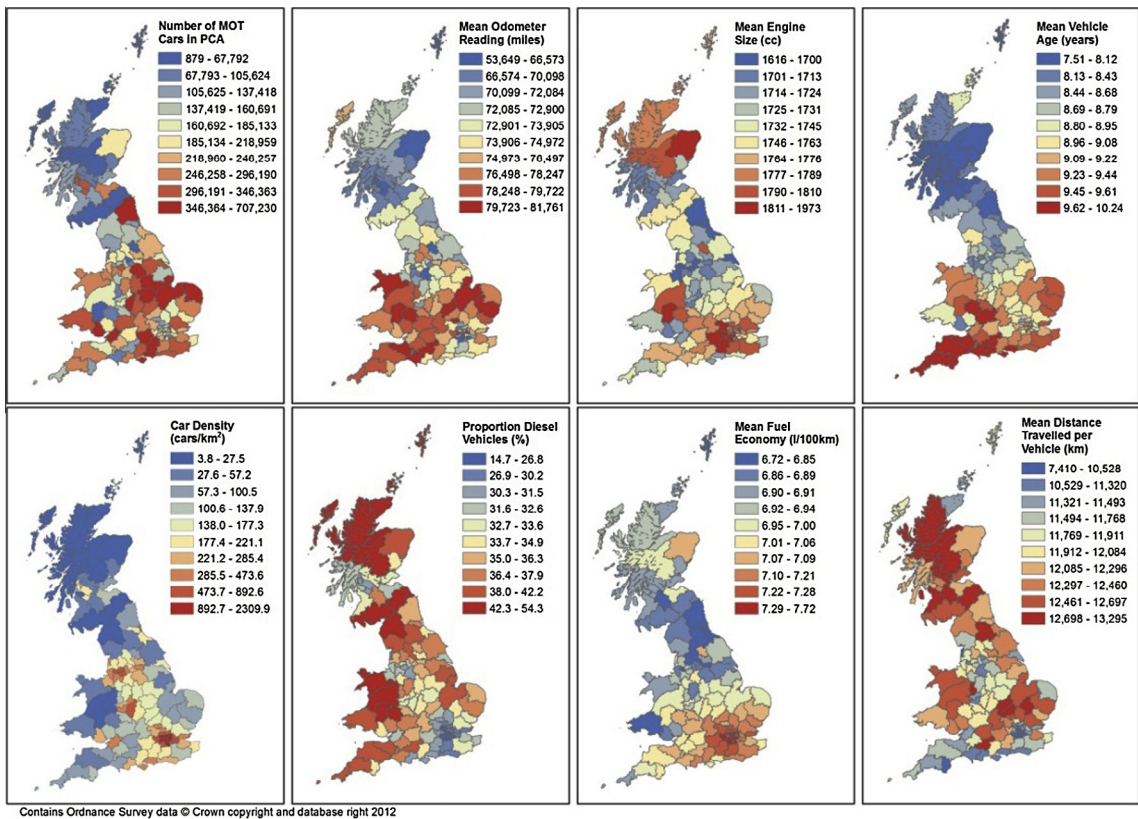 Number of MOT
Cars in PCA
879 - 67,792
67,793 - 105,624
105,625 - 137,418
137,419 - 160,691
160,692 - 185,133
185,134 - 218,959
218,960 - 246,257
246,258 - 296,190
296,191 - 346,363
346,364 - 707,230
Mean Odometer
Reading (miles)
53,649 - 66,573
66,574 - 70,098
70,099 - 72,084
72,085 - 72,900
72,901 - 73,905
73,906 - 74,972
74,973 - 76,497
76,498 - 78,247
78,248 - 79,722
79,723 - 81,761
Mean Engine
Size (cc)
1616 - 1700
1701 - 1713
1714 - 1724
1725 - 1731
1732 - 1745
1746 - 1763
1764 - 1776
1777 - 1789
1790 - 1810
1811 - 1973
Mean Vehicle
Age (years)
7.51 - 8.12
8.13 - 8.43
8.44 - 8.68
8.69 - 8.79
8.80 - 8.95
8.96 - 9.08
9.09 - 9.22
9.23 - 9.44
9.45 - 9.61
9.62 - 10.24
Car Density
(cars/km²)
3.8 - 27.5
27.6 - 57.2
57.3 - 100.5
100.6 - 137.9
138.0 - 177.3
177.4 - 221.1
221.2 - 285.4
285.5 - 473.6
473.7 - 892.6
892.7 - 2309.9
Proportion Diesel
Vehicles (%)
14.7 - 26.8
26.9 - 30.2
30.3 - 31.5
31.6 - 32.6
32.7 - 33.6
33.7 - 34.9
35.0 - 36.3
36.4 - 37.9
38.0 - 42.2
42.3 - 54.3
Mean Fuel
Economy (l/100km)
6.72 - 6.85
6.86 - 6.89
6.90 - 6.91
6.92 - 6.94
6.95 - 7.00
7.01 - 7.06
7.07 - 7.09
7.10 - 7.21
7.22 - 7.28
7.29 - 7.72
Mean Distance
Travelled per
Vehicle (km)
7,410 - 10,528
10,529 - 11,320
11,321 - 11,493
11,494 - 11,768
11,769 - 11,911
11,912 - 12,084
12,085 - 12,296
12,297 - 12,460
12,461 - 12,697
12,698 - 13,295
Contains Ordnance Survey data © Crown copyright and database right 2012